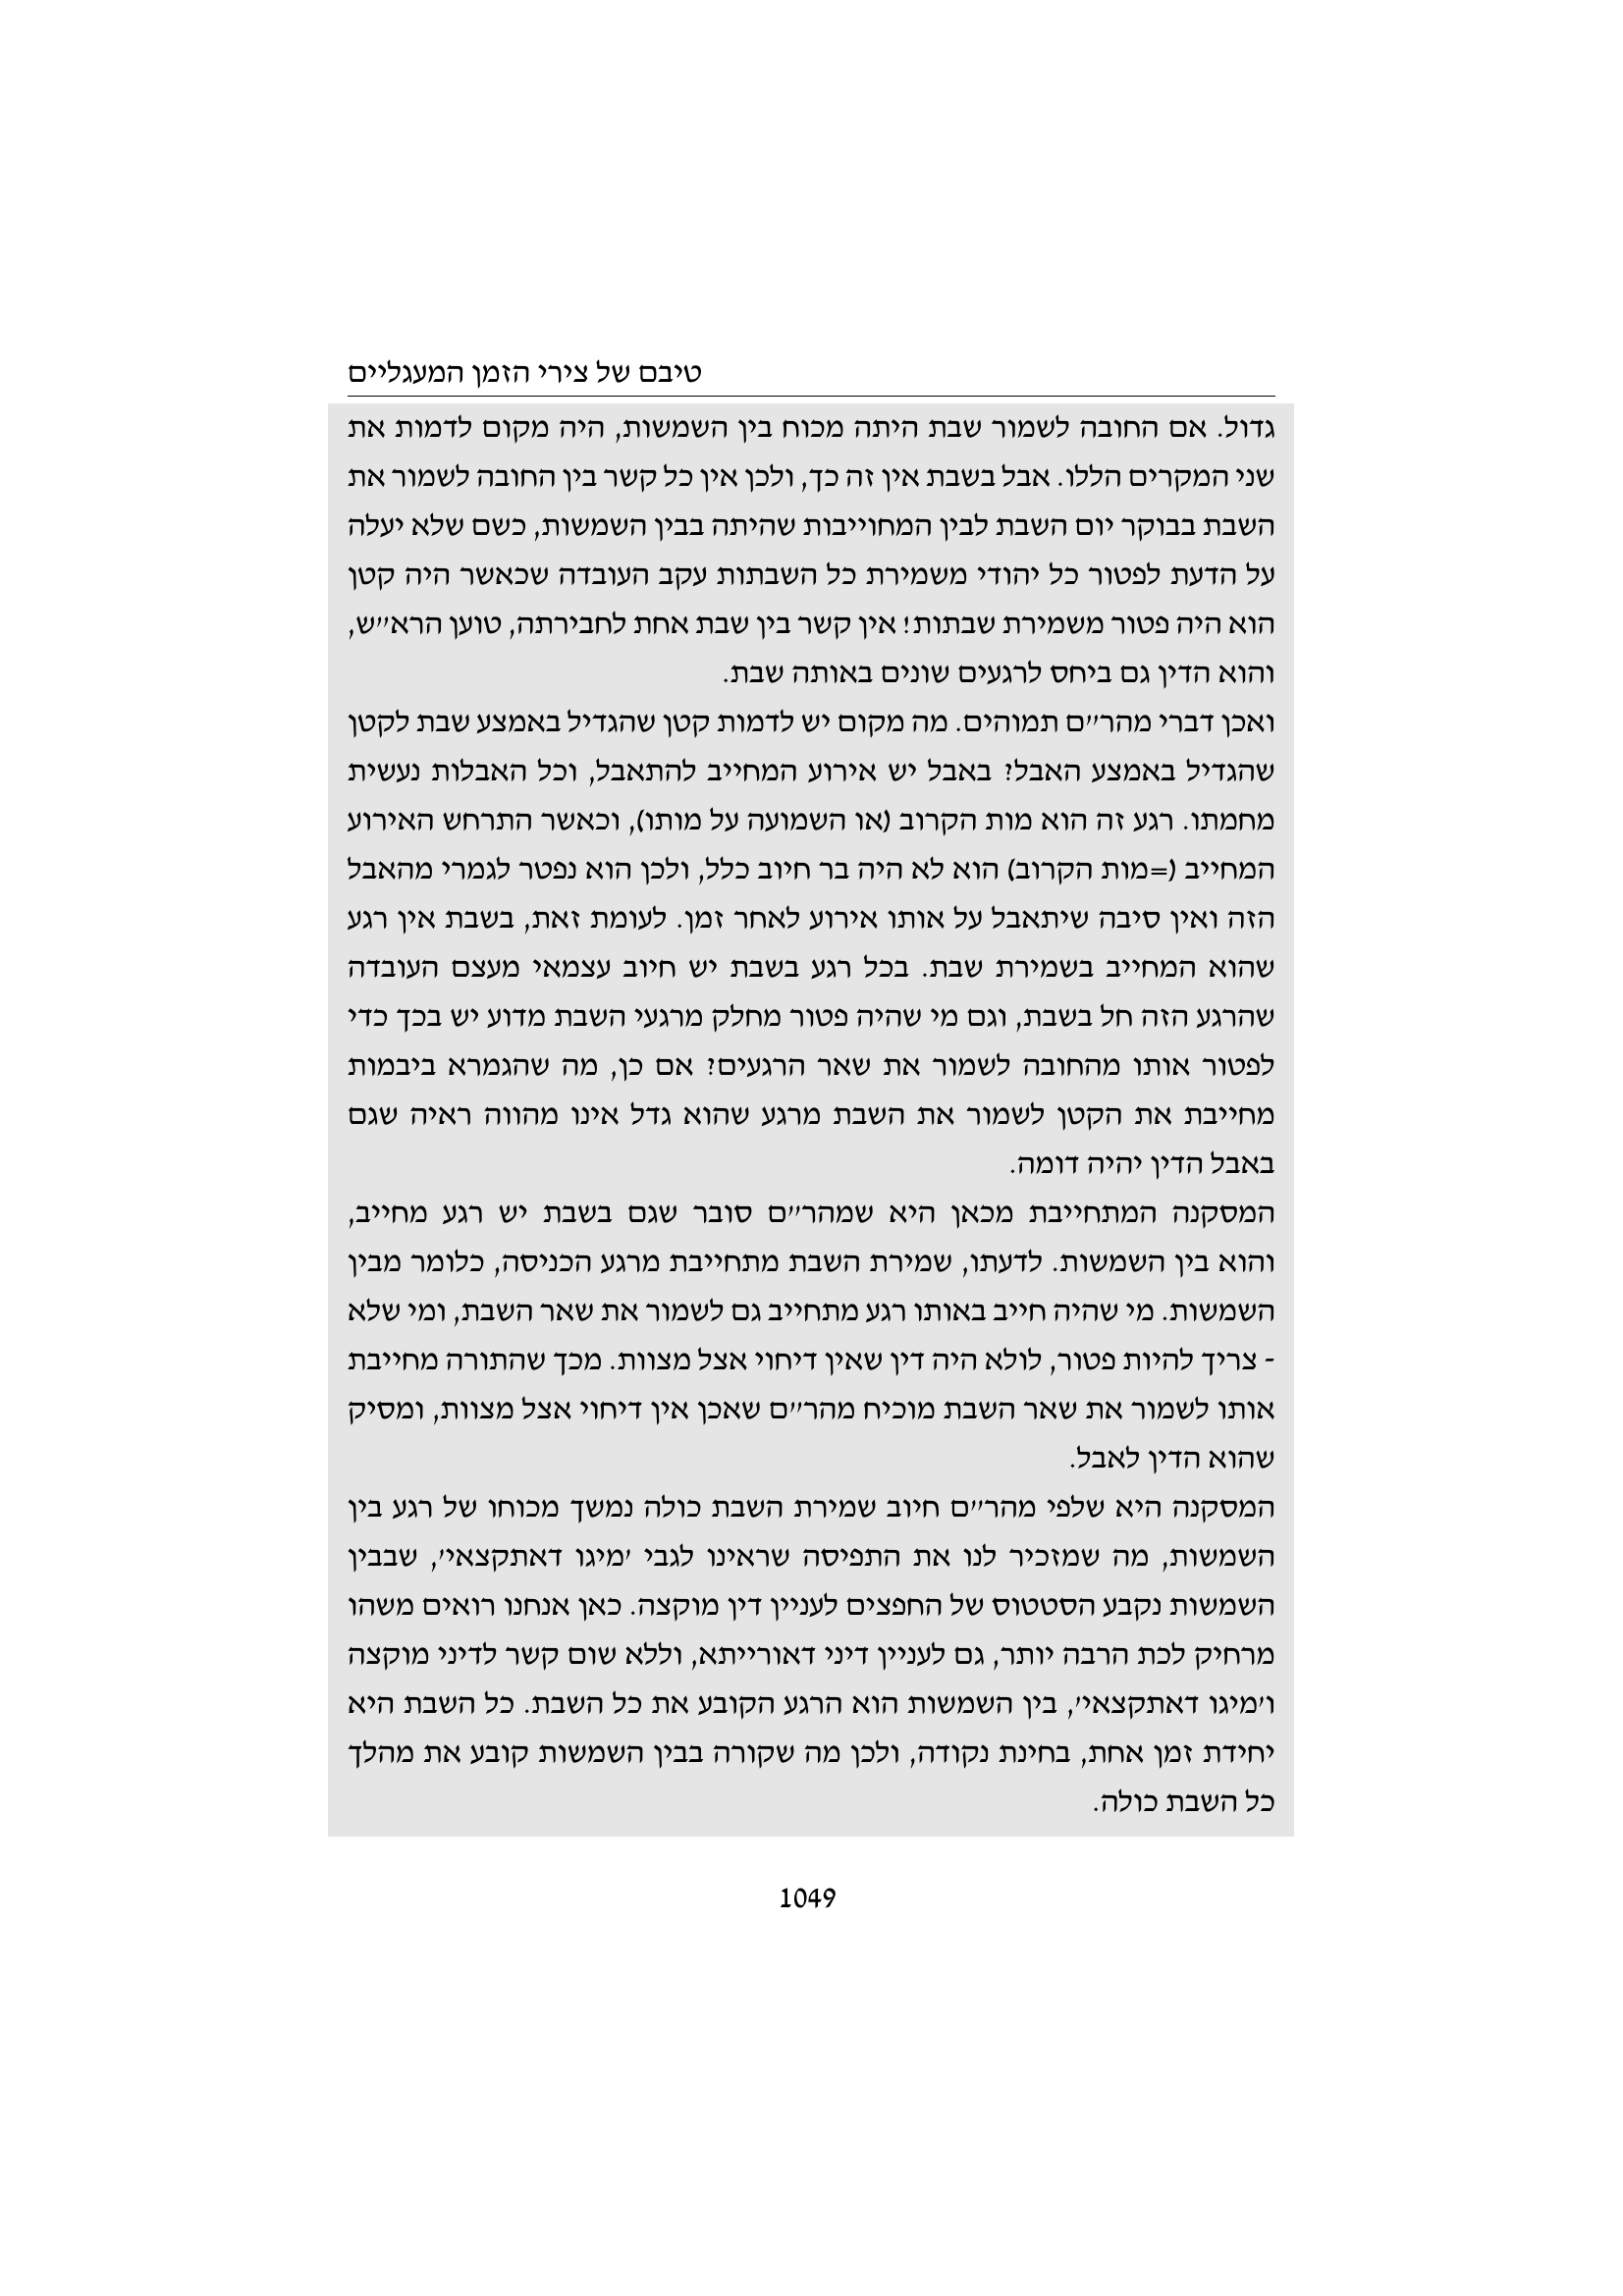 טיבם של צירי הזמן המעגליים
גדול. אם החובה לשמור שבת היתה מכוח בין השמשות, היה מקום לדמות את
שני המקרים הללו. אבל בשבת אין זה כך, ולכן אין כל קשר בין החובה לשמור את
השבת בבוקר יום השבת לבין המחוייבות שהיתה בבין השמשות, כשם שלא יעלה
על הדעת לפטור כל יהודי משמירת כל השבתות עקב העובדה שכאשר היה קטן
הוא היה פטור משמירת שבתות! אין קשר בין שבת אחת לחבירתה, טוען הרא״ש,
והוא הדין גם ביחס לרגעים שונים באותה שבת.
ואכן דברי מהר״ם תמוהים. מה מקום יש לדמות קטן שהגדיל באמצע שבת לקטן
שהגדיל באמצע האבל? באבל יש אירוע המחייב להתאבל, וכל האבלות נעשית
מחמתו. רגע זה הוא מות הקרוב (או השמועה על מותו), וכאשר התרחש האירוע
המחייב (=מות הקרוב) הוא לא היה בר חיוב כלל, ולכן הוא נפטר לגמרי מהאבל
הזה ואין סיבה שיתאבל על אותו אירוע לאחר זמן. לעומת זאת, בשבת אין רגע
שהוא המחייב בשמירת שבת. בכל רגע בשבת יש חיוב עצמאי מעצם העובדה
שהרגע הזה חל בשבת, וגם מי שהיה פטור מחלק מרגעי השבת מדוע יש בכך כדי
לפטור אותו מהחובה לשמור את שאר הרגעים? אם כן, מה שהגמרא ביבמות
מחייבת את הקטן לשמור את השבת מרגע שהוא גדל אינו מהווה ראיה שגם
באבל הדין יהיה דומה.
המסקנה המתחייבת מכאן היא שמהר״ם סובר שגם בשבת יש רגע מחייב,
והוא בין השמשות. לדעתו, שמירת השבת מתחייבת מרגע הכניסה, כלומר מבין
השמשות. מי שהיה חייב באותו רגע מתחייב גם לשמור את שאר השבת, ומי שלא
- צריך להיות פטור, לולא היה דין שאין דיחוי אצל מצוות. מכך שהתורה מחייבת
אותו לשמור את שאר השבת מוכיח מהר״ם שאכן אין דיחוי אצל מצוות, ומסיק
שהוא הדין לאבל.
המסקנה היא שלפי מהר״ם חיוב שמירת השבת כולה נמשך מכוחו של רגע בין
השמשות, מה שמזכיר לנו את התפיסה שראינו לגבי ׳מיגו דאתקצאי׳, שבבין
השמשות נקבע הסטטוס של החפצים לעניין דין מוקצה. כאן אנחנו רואים משהו
מרחיק לכת הרבה יותר, גם לעניין דיני דאורייתא, וללא שום קשר לדיני מוקצה
ו׳מיגו דאתקצאי׳, בין השמשות הוא הרגע הקובע את כל השבת. כל השבת היא
יחידת זמן אחת, בחינת נקודה, ולכן מה שקורה בבין השמשות קובע את מהלך
כל השבת כולה.
1049